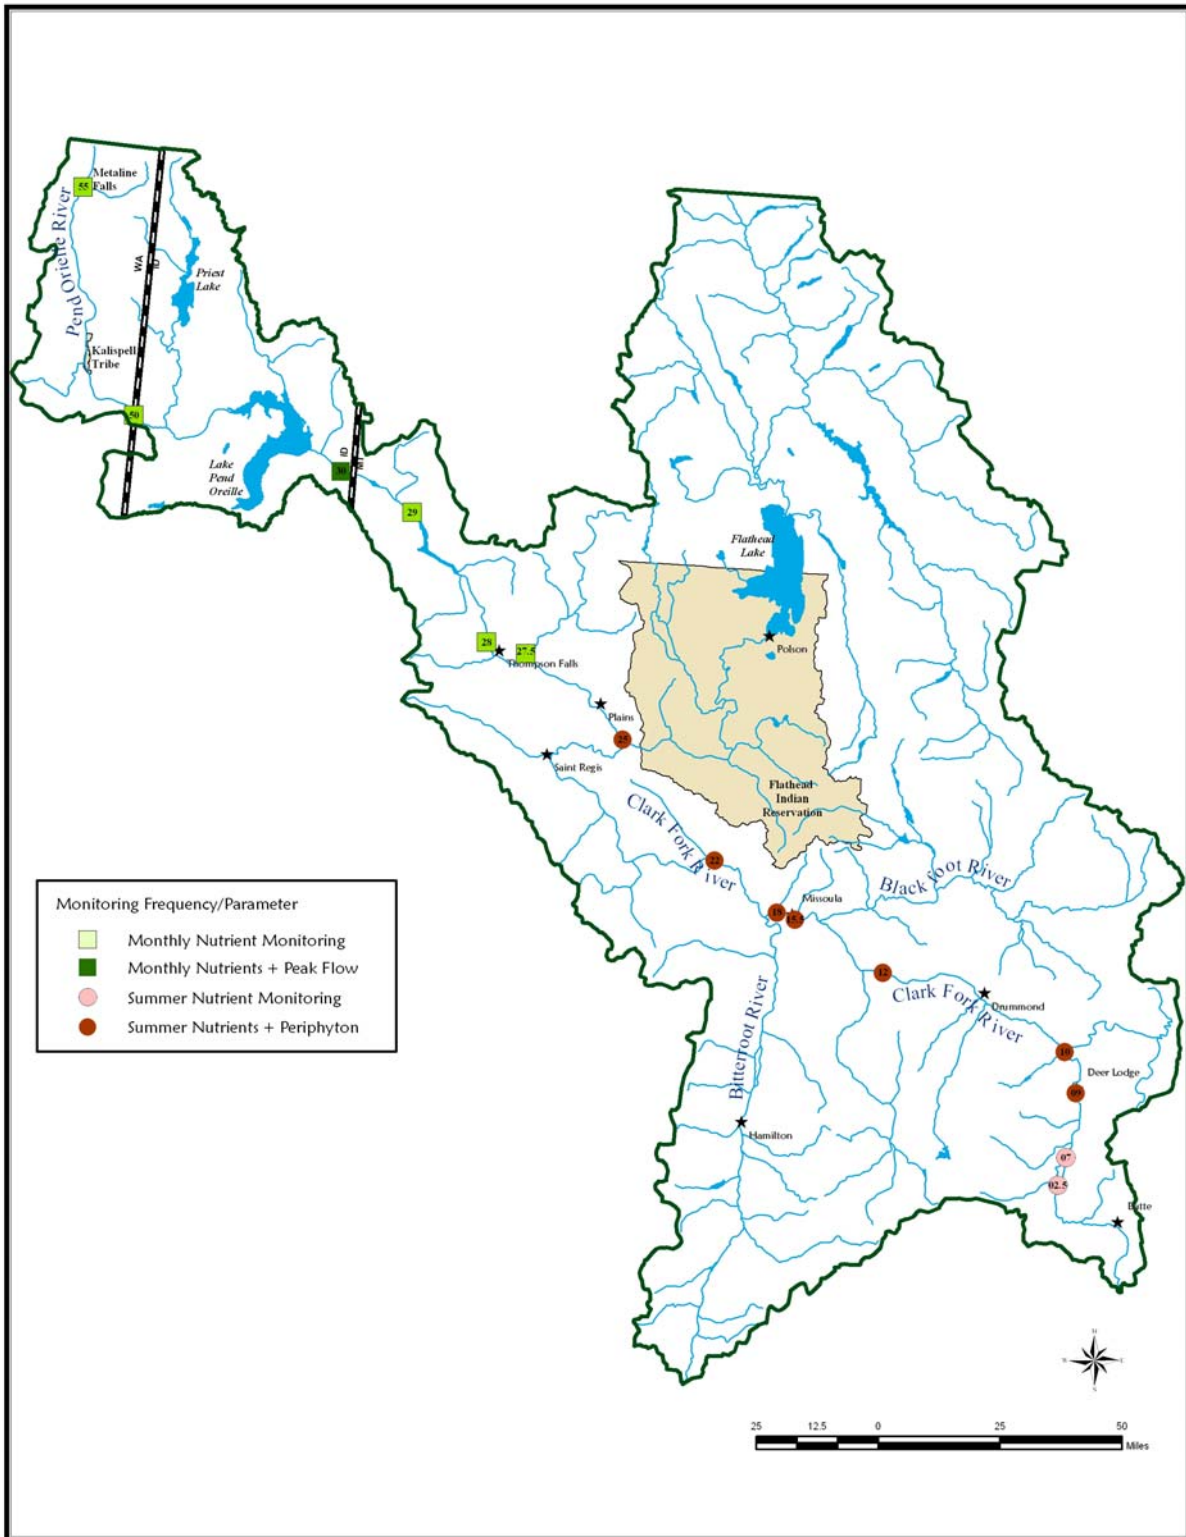 55
Metaline
Falls
Pend Orielle River
WA
ID
Priest
Lake
Kalispell
Tribe
50
Lake
Pend
Oreille
ID
MT
30
29
Flathead
Lake
28
27.5
Thompson Falls
Polson
Plains
25
Saint Regis
Flathead
Indian
Reservation
Clark Fork River
22
Blackfoot River
Missoula
18
15.5
12
Clark Fork River
Drummond
Bitterroot River
10
Deer Lodge
09
Hamilton
07
02.5
Butte
Monitoring Frequency/Parameter
Monthly Nutrient Monitoring
Monthly Nutrients + Peak Flow
Summer Nutrient Monitoring
Summer Nutrients + Periphyton
N
W
E
S
25 12.5 0 25 50
Miles